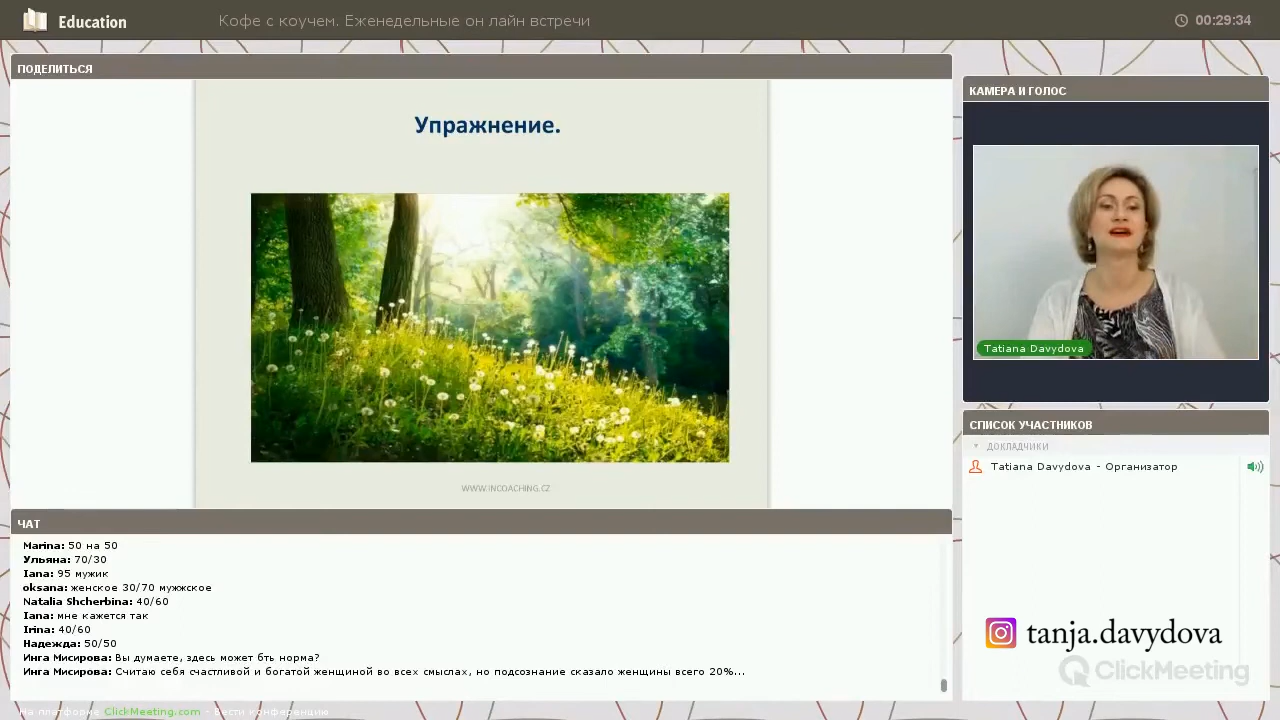 Education
Кофе с коучем. Еженедельные он лайн встречи
00:29:34
ПОДЕЛИТЬСЯ
Упражнение.
WWW.INCOACHING.CZ
КАМЕРА И ГОЛОС
Tatiana Davydova
СПИСОК УЧАСТНИКОВ
ДОКЛАДЧИКИ
Tatiana Davydova - Организатор
ЧАТ
Marina: 50 на 50
Ульяна: 70/30
Iana: 95 мужик
oksana: женское 30/70 мужжское
Natalia Shcherbina: 40/60
Iana: мне кажется так
Irina: 40/60
Надежда: 50/50
Инга Мисирова: Вы думаете, здесь может бть норма?
Инга Мисирова: Считаю себя счастливой и богатой женщиной во всех смыслах, но подсознание сказало женщины всего 20%...
tanja.davydova
ClickMeeting
На платформе ClickMeeting.com - Вести конференцию